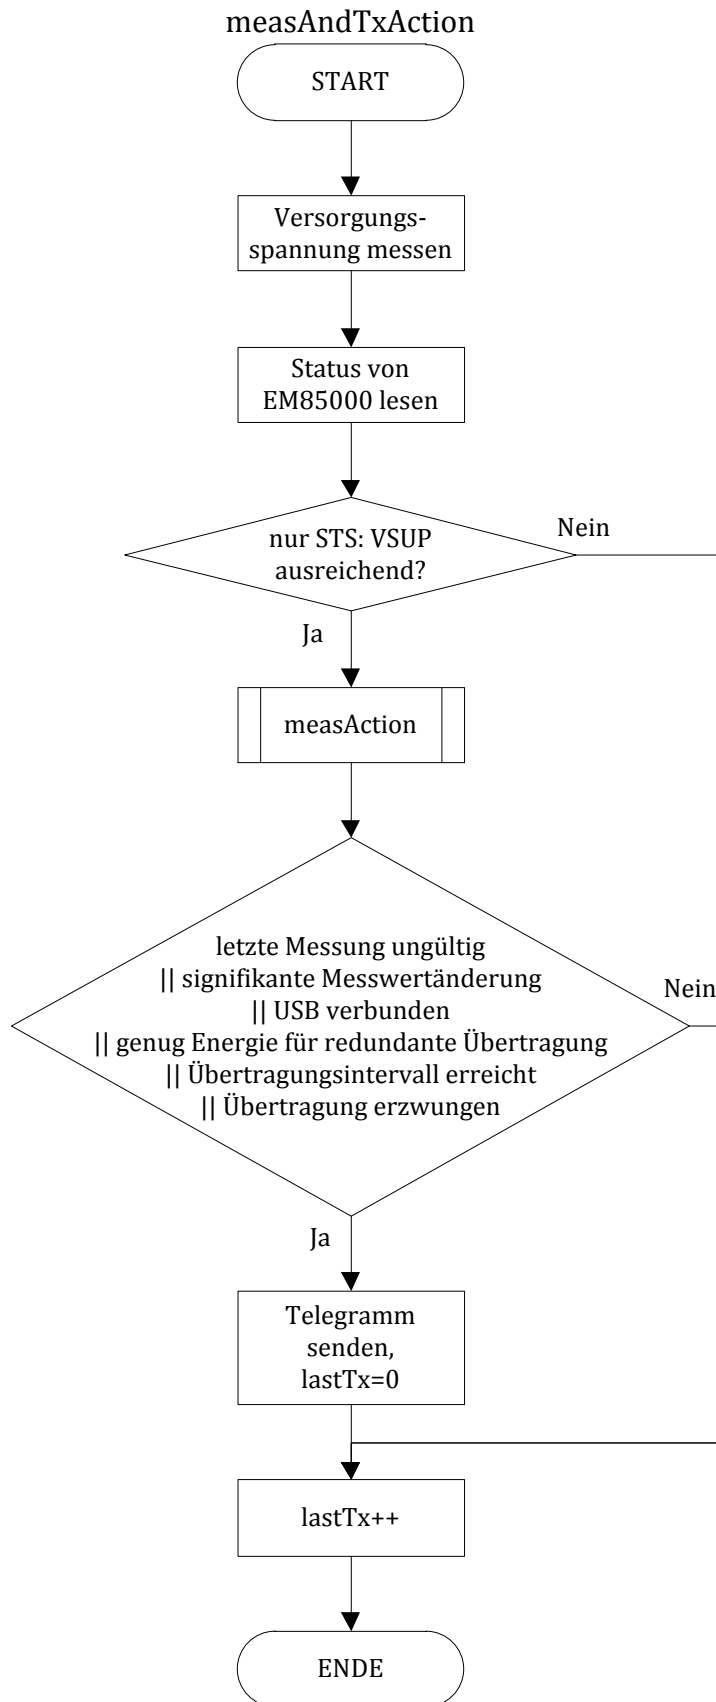 measAndTxAction
START
Versorgungs-
spannung messen
Status von
EM85000 lesen
nur STS: VSUP
ausreichend?
Nein
Ja
measAction
letzte Messung ungültig
|| signifikante Messwertänderung
|| USB verbunden
|| genug Energie für redundante Übertragung
|| Übertragungsintervall erreicht
|| Übertragung erzwungen
Nein
Ja
Telegramm
senden,
lastTx=0
lastTx++
ENDE